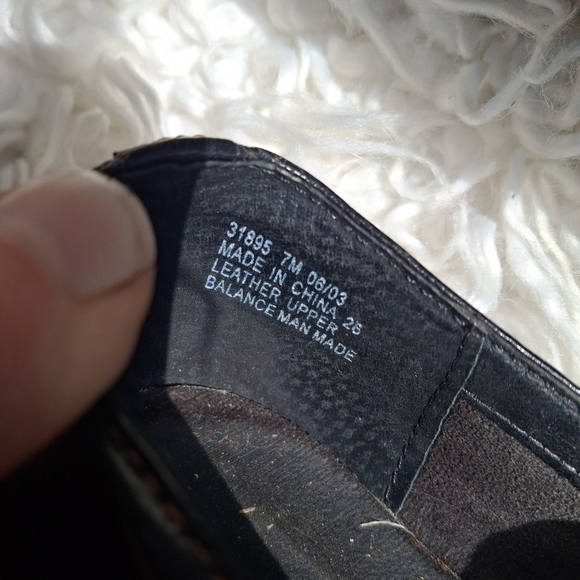 31895 7M 06/03
MADE IN CHINA 26
LEATHER UPPER
BALANCE MAN MADE